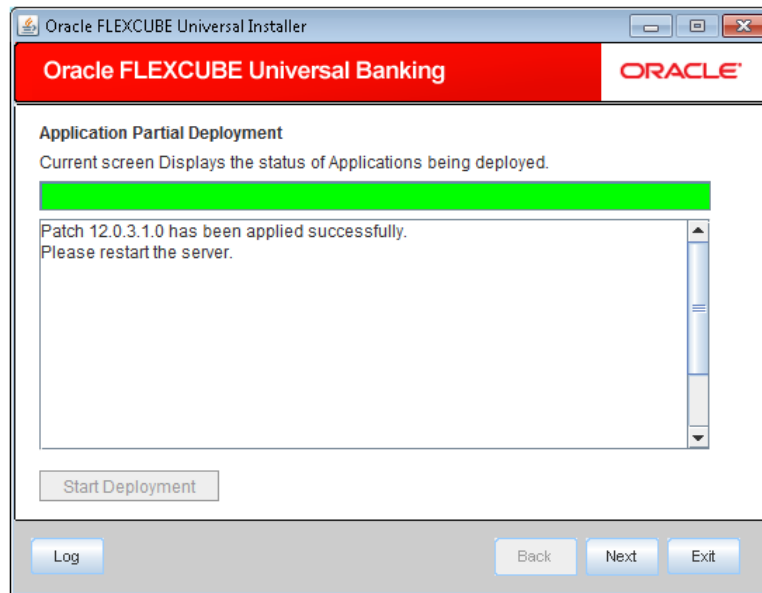 Oracle FLEXCUBE Universal Installer
Oracle FLEXCUBE Universal Banking
ORACLE
Application Partial Deployment
Current screen Displays the status of Applications being deployed.
Patch 12.0.3.1.0 has been applied successfully.
Please restart the server.
Start Deployment
Log
Back
Next
Exit